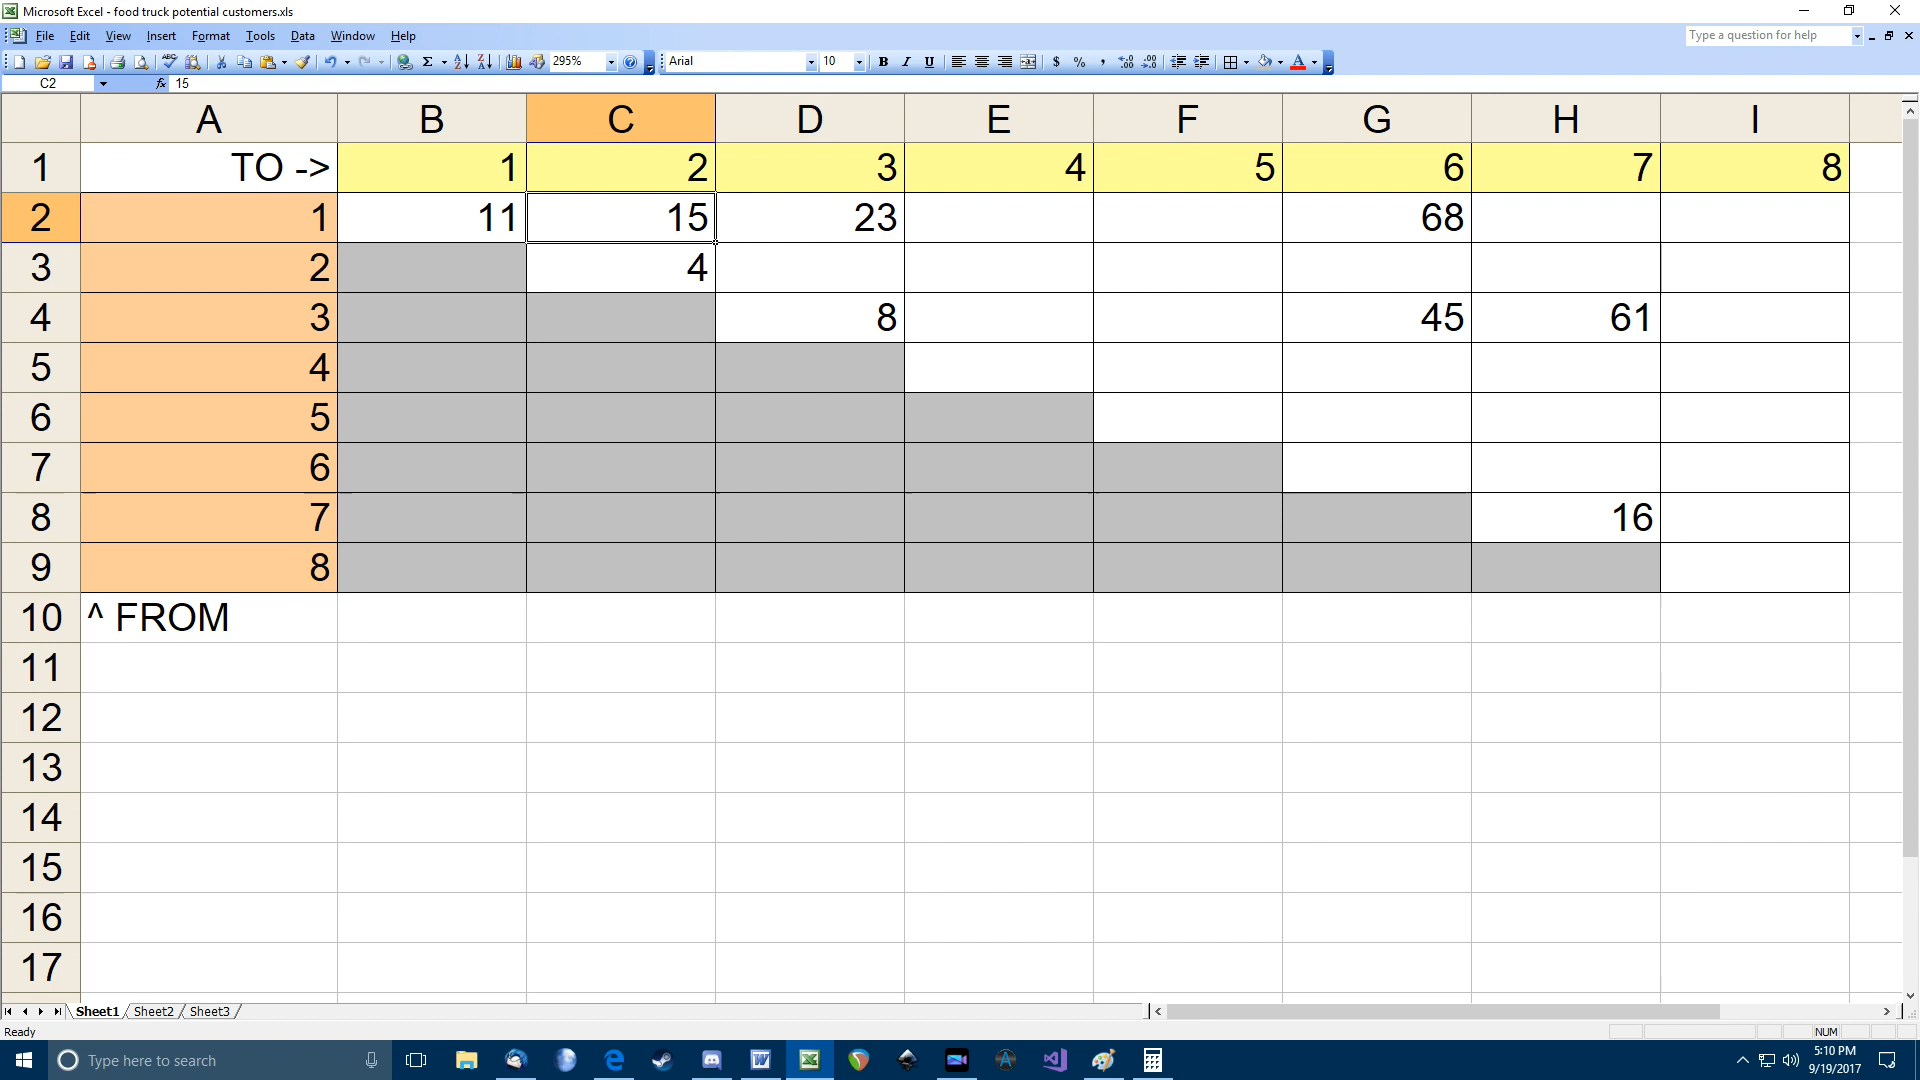 Microsoft Excel - food truck potential customers.xls
File Edit View Insert Format Tools Data Window Help
Type a question for help
295% Arial 10 B I U $ % ,
C2 fx 15
A B C D E F G H I
1 TO -> 1 2 3 4 5 6 7 8
2 1 11 15 23 68
3 2 4
4 3 8 45 61
5 4
6 5
7 6
8 7 16
9 8
10 ^ FROM
11
12
13
14
15
16
17
Sheet1 Sheet2 Sheet3
Ready
NUM
Type here to search
5:10 PM
9/19/2017